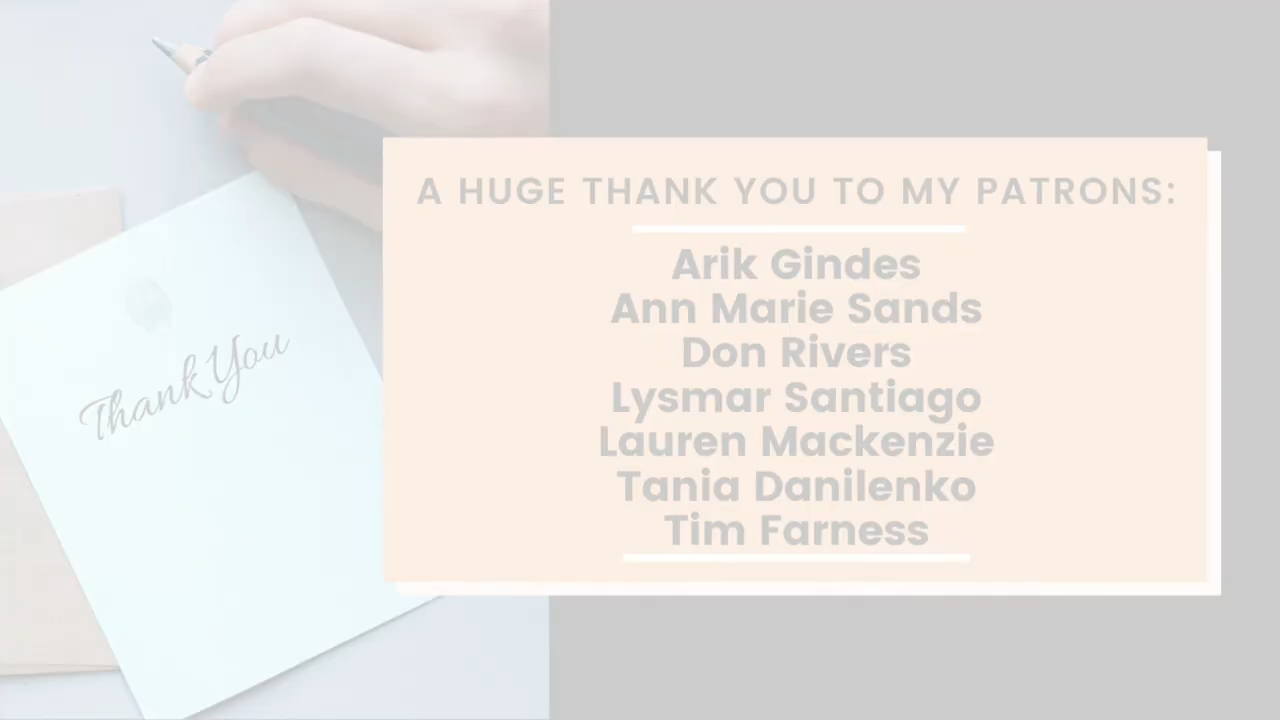 A HUGE THANK YOU TO MY PATRONS:
Arik Gindes
Ann Marie Sands
Don Rivers
Lysmar Santiago
Lauren Mackenzie
Tania Danilenko
Tim Farness
Thank You